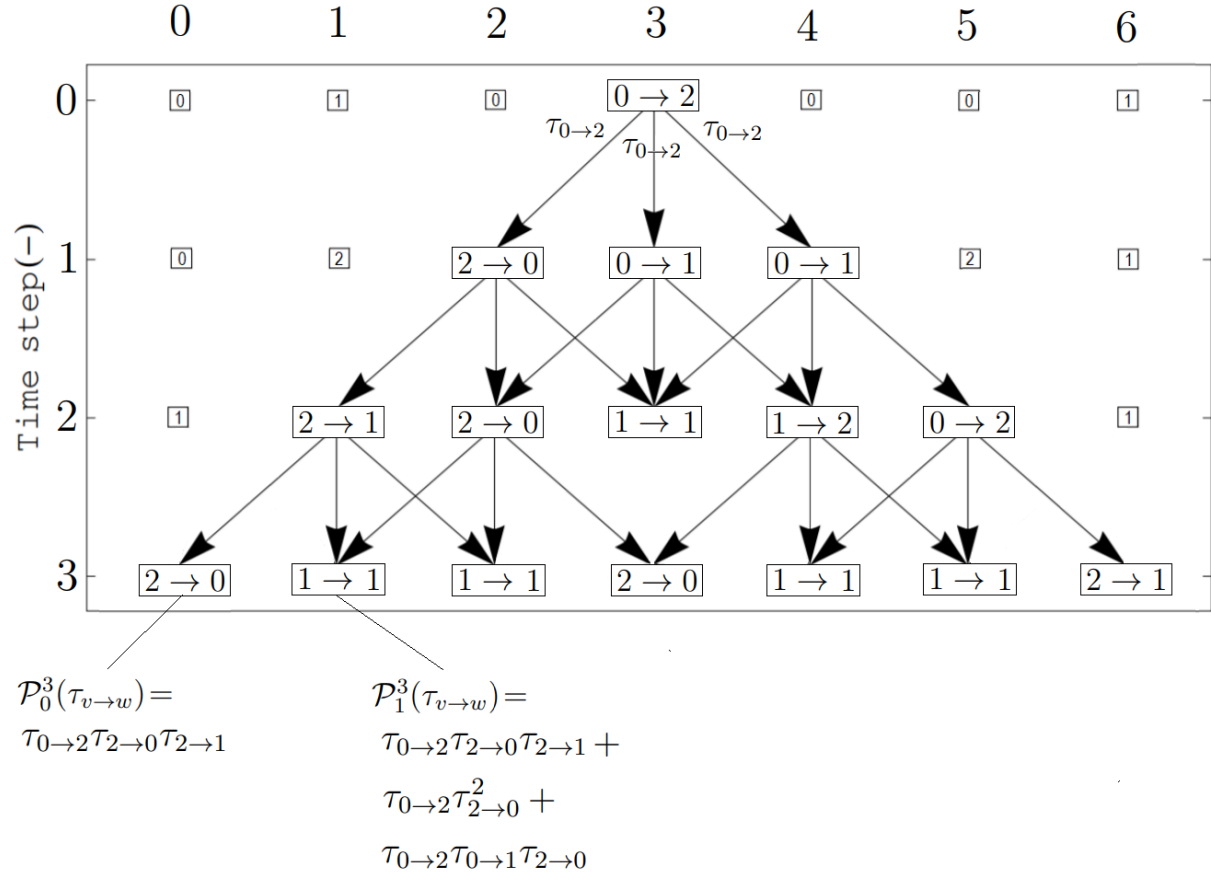 0 1 2 3 4 5 6
0 0 1 0 0 → 2 0 0 1
τ0→2 τ0→2 τ0→2
1 0 2 2 → 0 0 → 1 0 → 1 2 1
2 1 2 → 1 2 → 0 1 → 1 1 → 2 0 → 2 1
3 2 → 0 1 → 1 1 → 1 2 → 0 1 → 1 1 → 1 2 → 1
Time step(−)
𝒫₀³(τv→w)= 𝒫₁³(τv→w)=
τ0→2τ2→0τ2→1 τ0→2τ2→0τ2→1 +
τ0→2τ²2→0 +
τ0→2τ0→1τ2→0